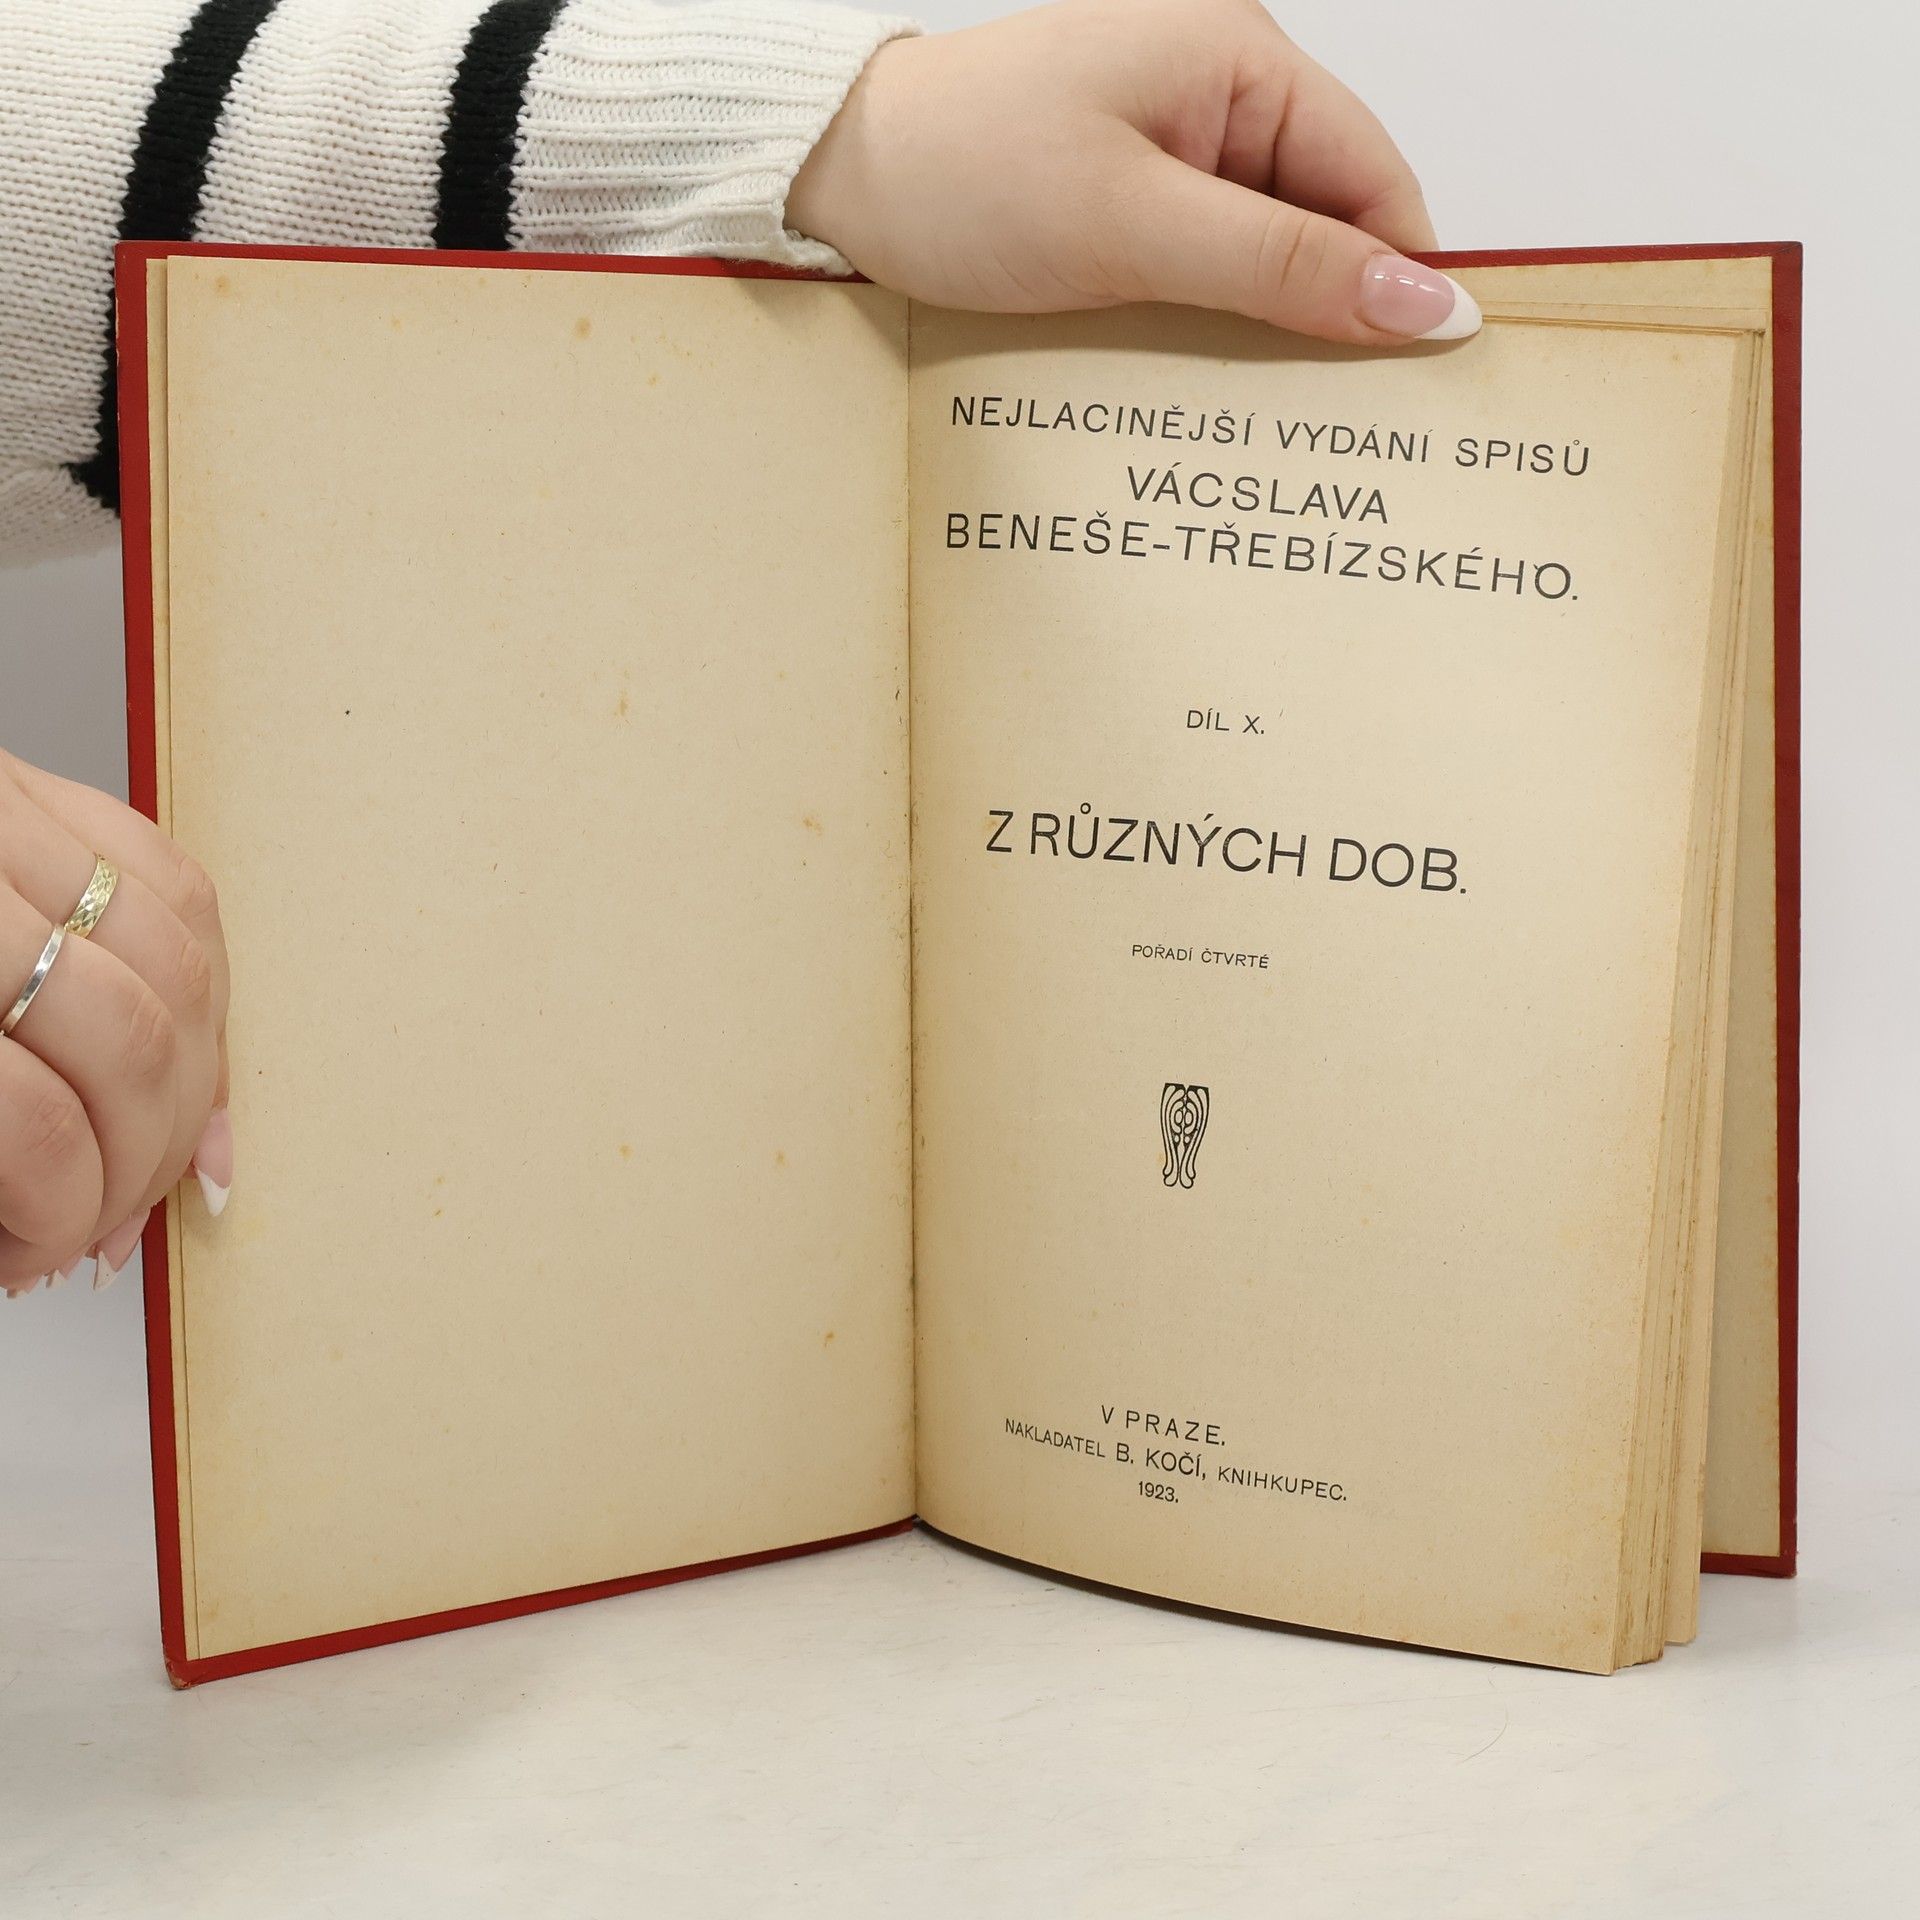 NEJLACINĚJŠÍ VYDÁNÍ SPISŮ
VÁCSLAVA
BENEŠE-TŘEBÍZSKÉHO.
DÍL X.
Z RŮZNÝCH DOB.
POŘADÍ ČTVRTÉ
V PRAZE.
NAKLADATEL B. KOČÍ, KNIHKUPEC.
1923.